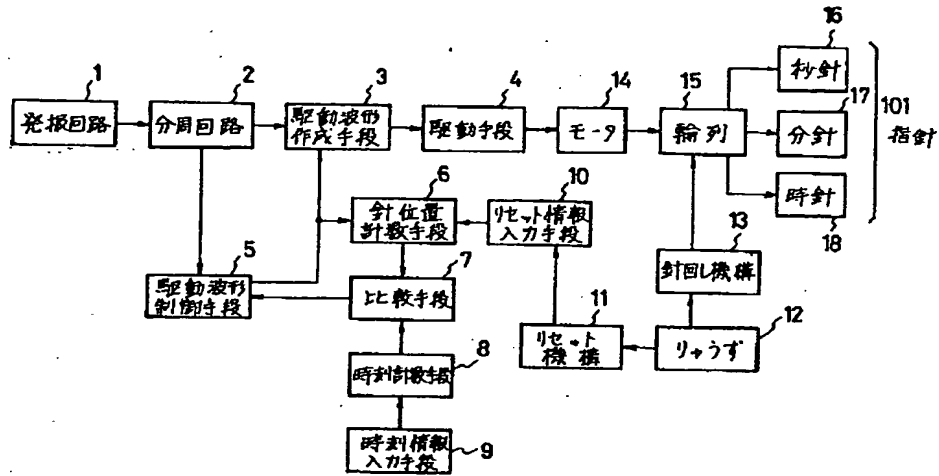 1
発振回路
2
分周回路
3
駆動波形
作成手段
4
駆動手段
14
モータ
15
輪列
16
秒針
17
分針
時針
18
101
指針
5
駆動波形
制御手段
6
針位置
計数手段
7
比較手段
8
時刻計数手段
時刻情報
入力手段
9
10
リセット情報
入力手段
11
リセット
機構
りゅうず
12
13
針回し機構